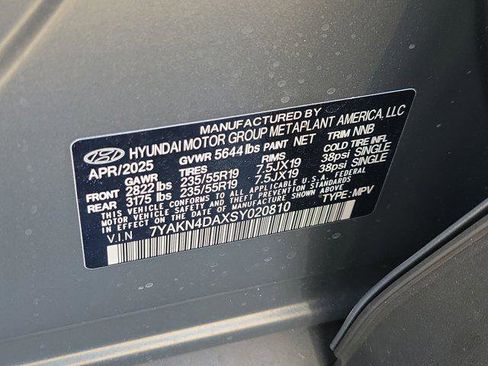 MANUFACTURED BY
HYUNDAI MOTOR GROUP METAPLANT AMERICA, LLC
APR/2025 GVWR 5644 lbs PAINT NET TRIM NNB
GAWR TIRES RIMS COLD TIRE INFL
FRONT 2822 lbs 235/55R19 7.5JX19 38psi SINGLE
REAR 3175 lbs 235/55R19 7.5JX19 38psi SINGLE
THIS VEHICLE CONFORMS TO ALL APPLICABLE U.S.A. FEDERAL
MOTOR VEHICLE SAFETY, BUMPER, AND THEFT PREVENTION
STANDARDS IN EFFECT ON THE DATE OF MANUFACTURE SHOWN ABOVE.
V.I.N 7YAKN4DAXSY020810 TYPE:MPV